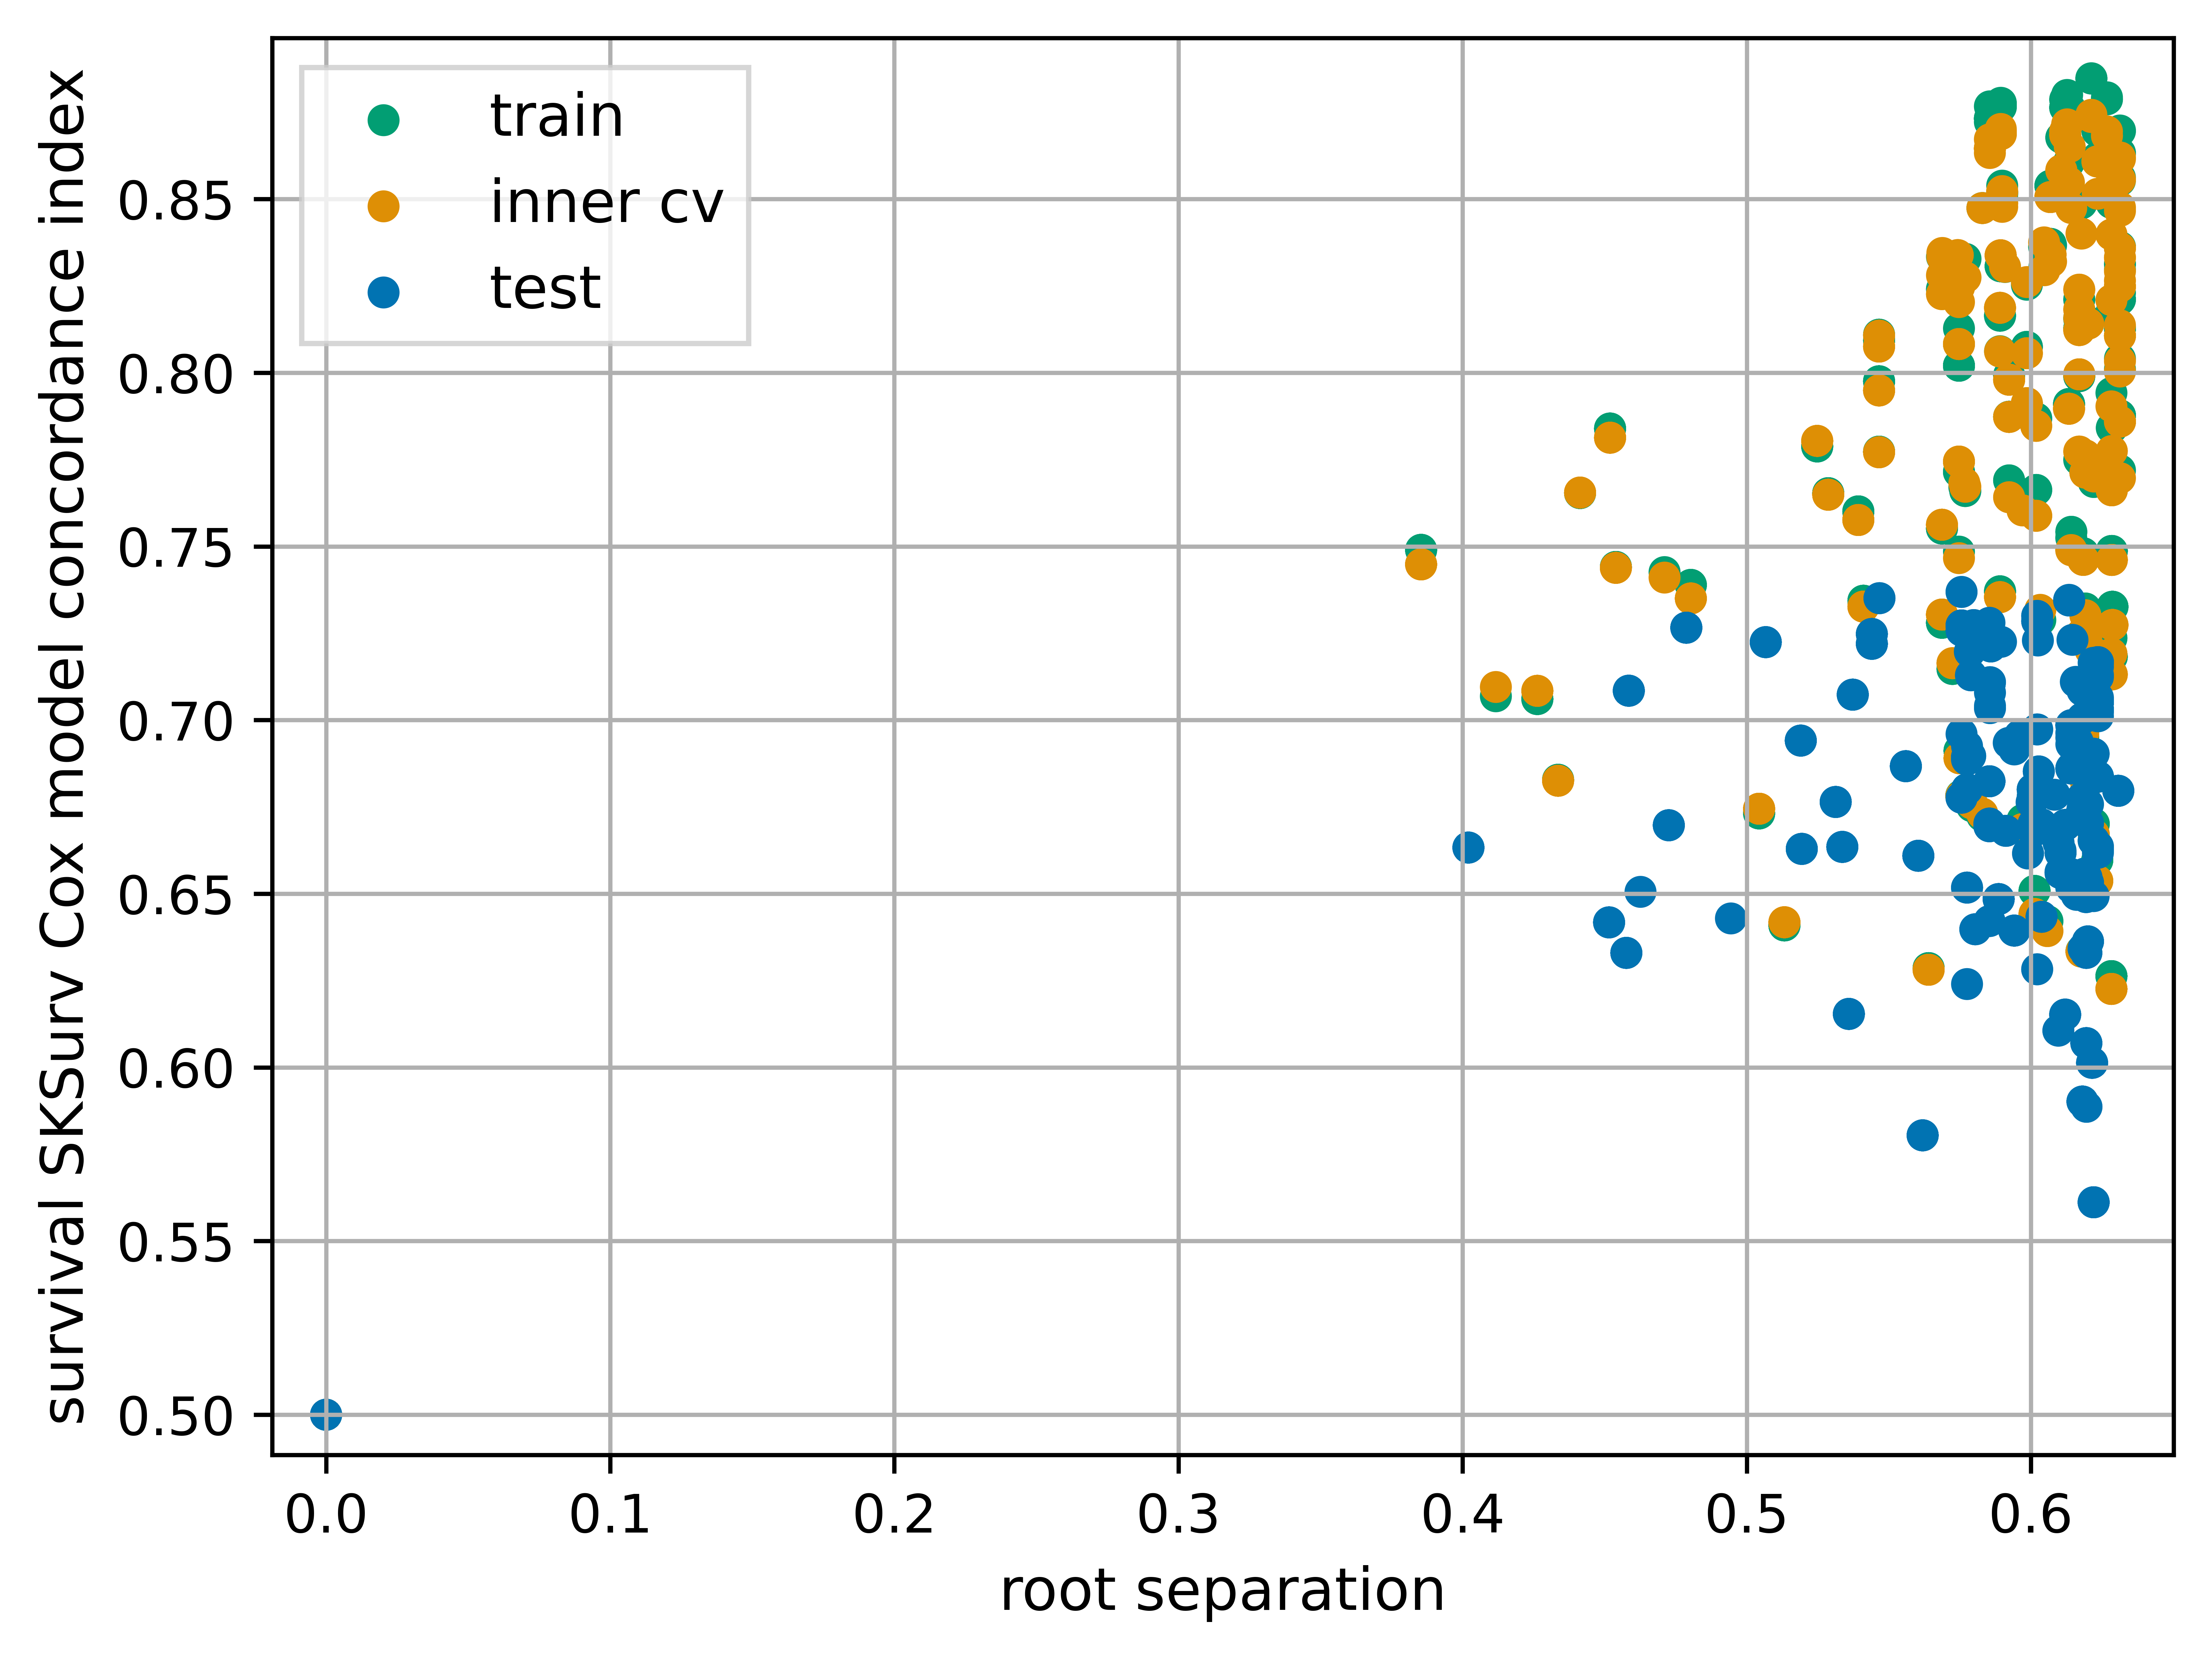 train
inner cv
test
survival SKSurv Cox model concordance index
0.85
0.80
0.75
0.70
0.65
0.60
0.55
0.50
0.0 0.1 0.2 0.3 0.4 0.5 0.6
root separation